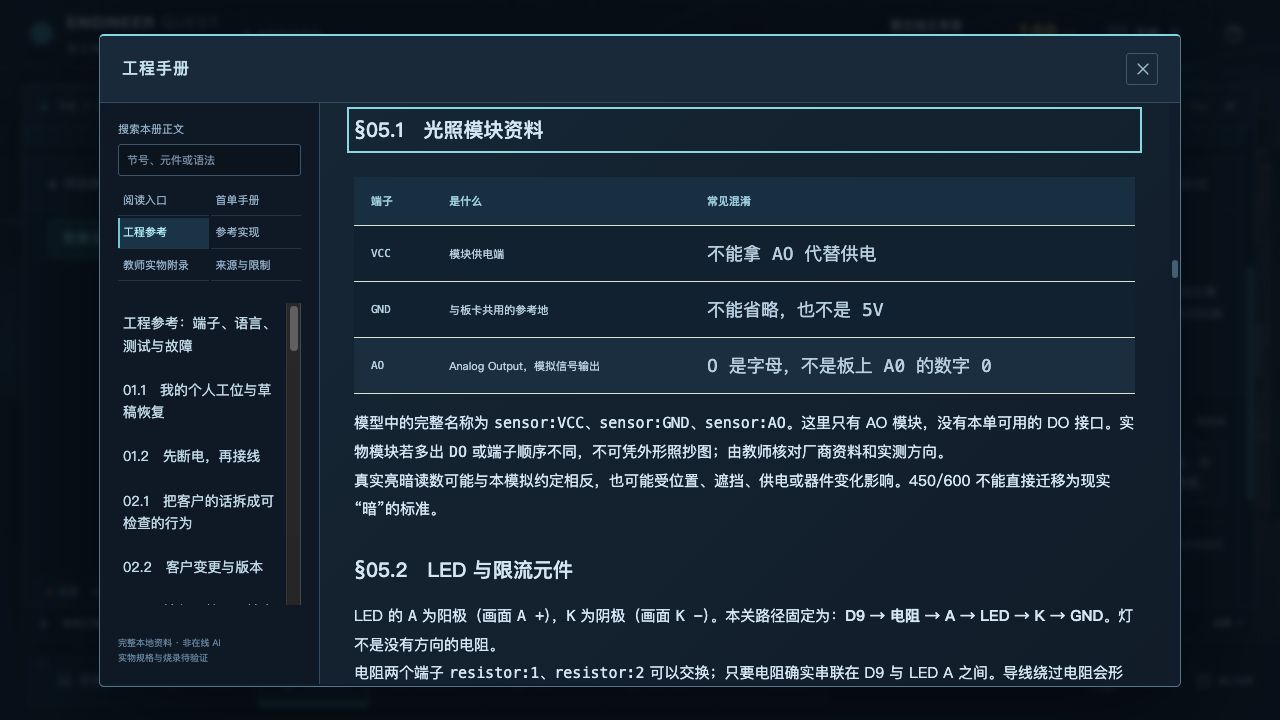 ENGINEER QUEST
工程手册
搜索本册正文
节号、元件或语法
阅读入口
首单手册
工程参考
参考实现
教师实物附录
来源与限制
工程参考：端子、语言、
测试与故障
01.1 我的个人工位与草
稿恢复
01.2 先断电，再接线
02.1 把客户的话拆成可
检查的行为
02.2 客户变更与版本
完整本地资料 · 非在线 AI
实物规格与烧录待验证
§05.1 光照模块资料
端子 是什么 常见混淆
VCC 模块供电端 不能拿 AO 代替供电
GND 与板卡共用的参考地 不能省略，也不是 5V
AO Analog Output，模拟信号输出 O 是字母，不是板上 A0 的数字 0
模型中的完整名称为 sensor:VCC、sensor:GND、sensor:AO。这里只有 AO 模块，没有本单可用的 DO 接口。实
物模块若多出 DO 或端子顺序不同，不可凭外形照抄图；由教师核对厂商资料和实测方向。
真实亮暗读数可能与本模拟约定相反，也可能受位置、遮挡、供电或器件变化影响。450/600 不能直接迁移为现实
“暗”的标准。
§05.2 LED 与限流元件
LED 的 A 为阳极（画面 A +），K 为阴极（画面 K −）。本关路径固定为：D9 → 电阻 → A → LED → K → GND。灯
不是没有方向的电阻。
电阻两个端子 resistor:1、resistor:2 可以交换；只要电阻确实串联在 D9 与 LED A 之间。导线绕过电阻会形